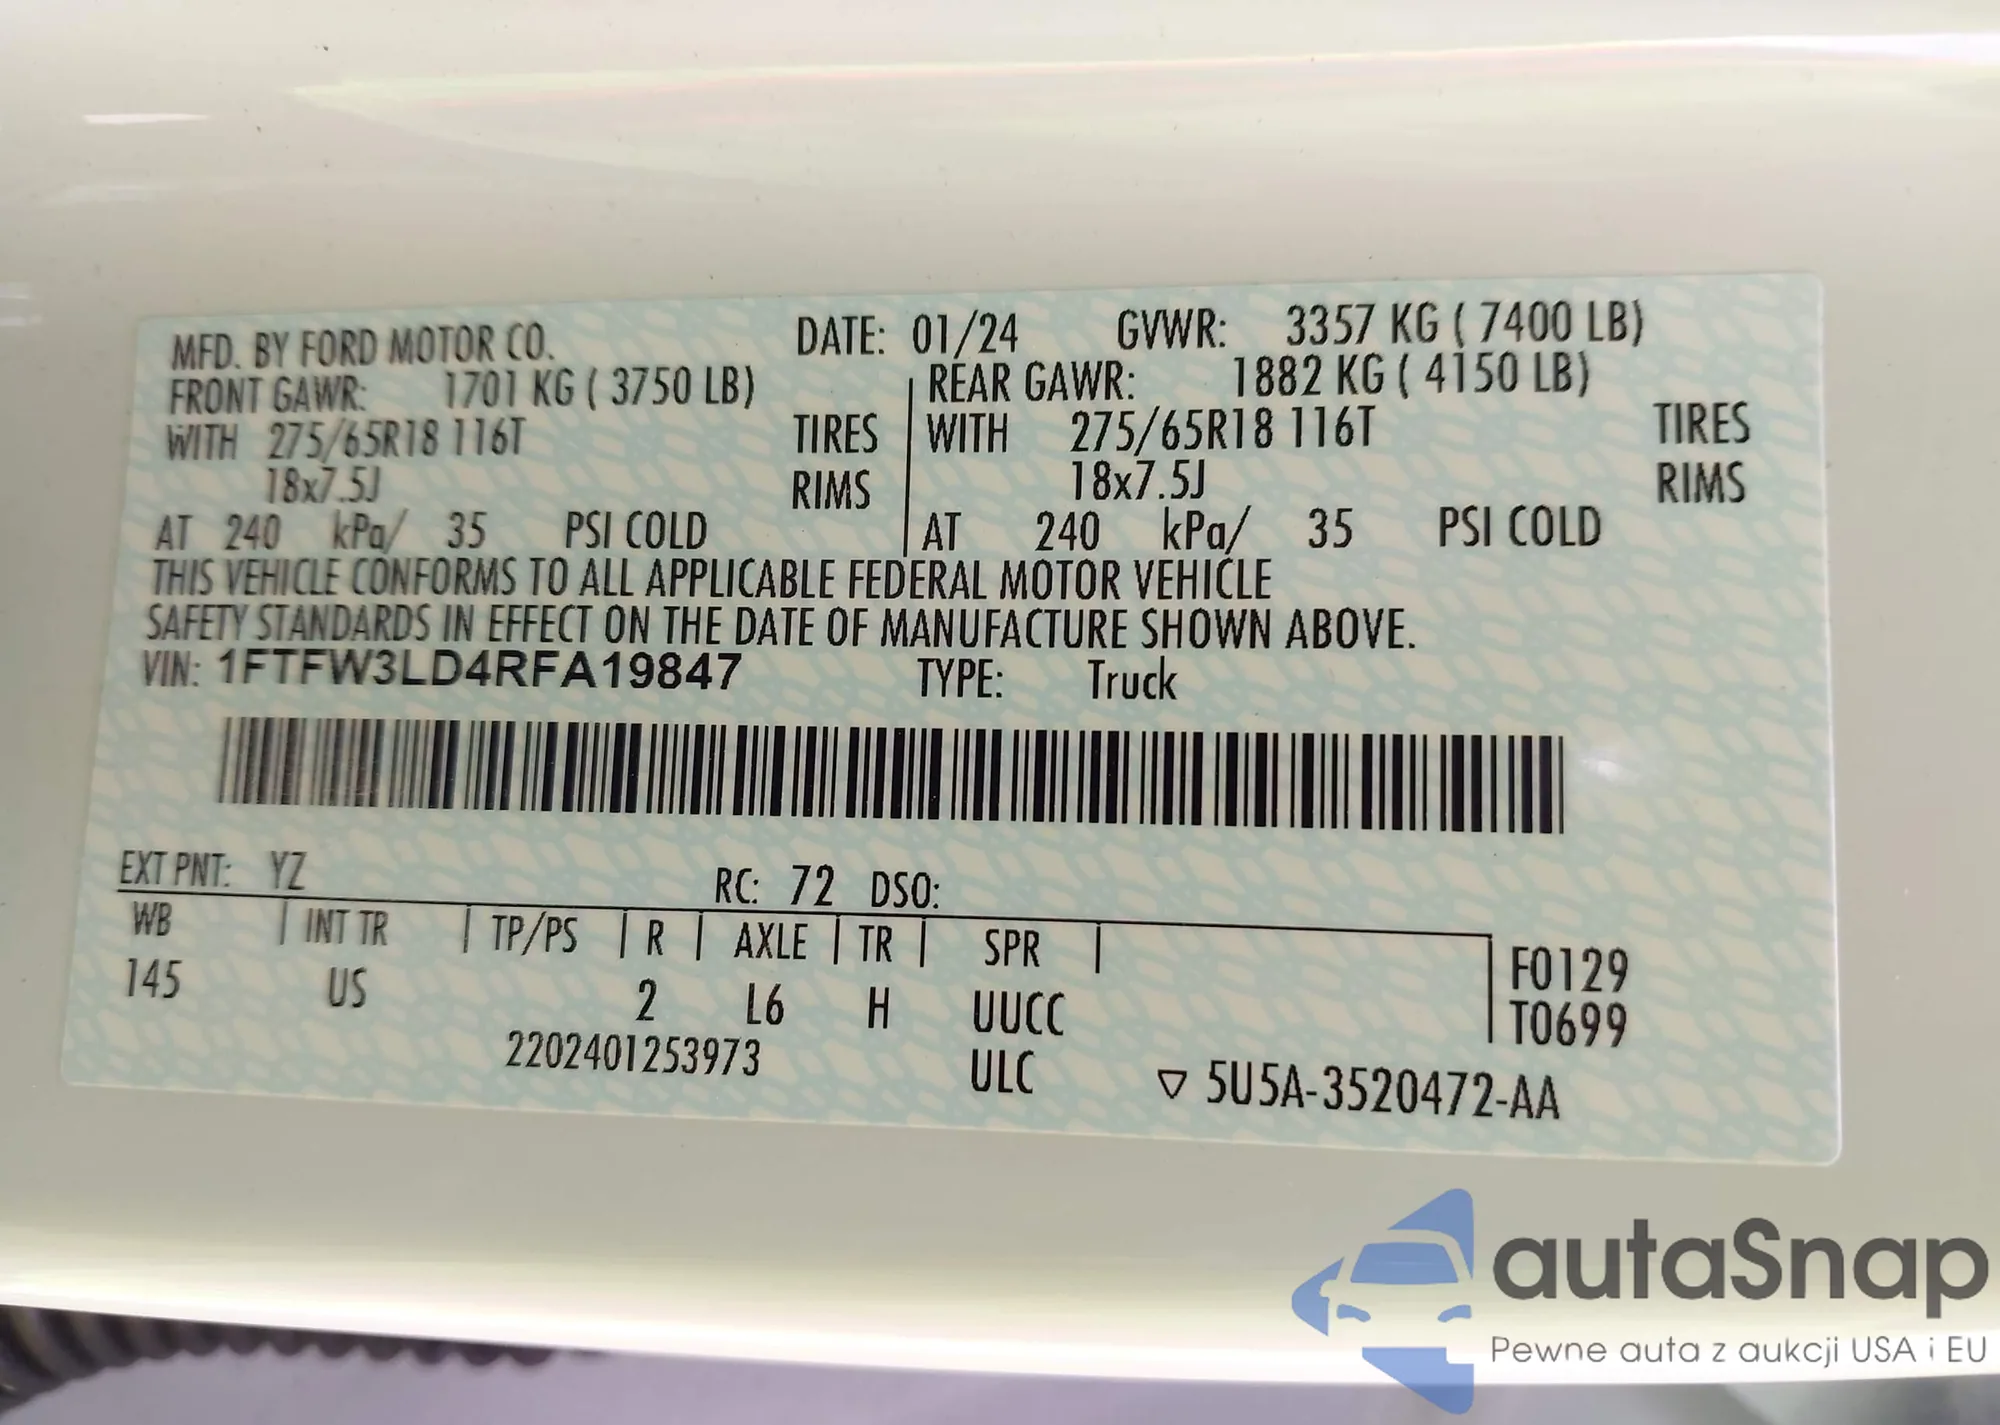 MFD. BY FORD MOTOR CO. DATE: 01/24 GVWR: 3357 KG ( 7400 LB)
FRONT GAWR: 1701 KG ( 3750 LB) REAR GAWR: 1882 KG ( 4150 LB)
WITH 275/65R18 116T TIRES WITH 275/65R18 116T TIRES
18x7.5J RIMS 18x7.5J RIMS
AT 240 kPa/ 35 PSI COLD AT 240 kPa/ 35 PSI COLD
THIS VEHICLE CONFORMS TO ALL APPLICABLE FEDERAL MOTOR VEHICLE
SAFETY STANDARDS IN EFFECT ON THE DATE OF MANUFACTURE SHOWN ABOVE.
VIN: 1FTFW3LD4RFA19847 TYPE: Truck
EXT PNT: YZ RC: 72 DSO:
WB INT TR TP/PS R AXLE TR SPR F0129
145 US 2 L6 H UUCC T0699
2202401253973 ULC ▽ 5U5A-3520472-AA
autaSnap
Pewne auta z aukcji USA i EU